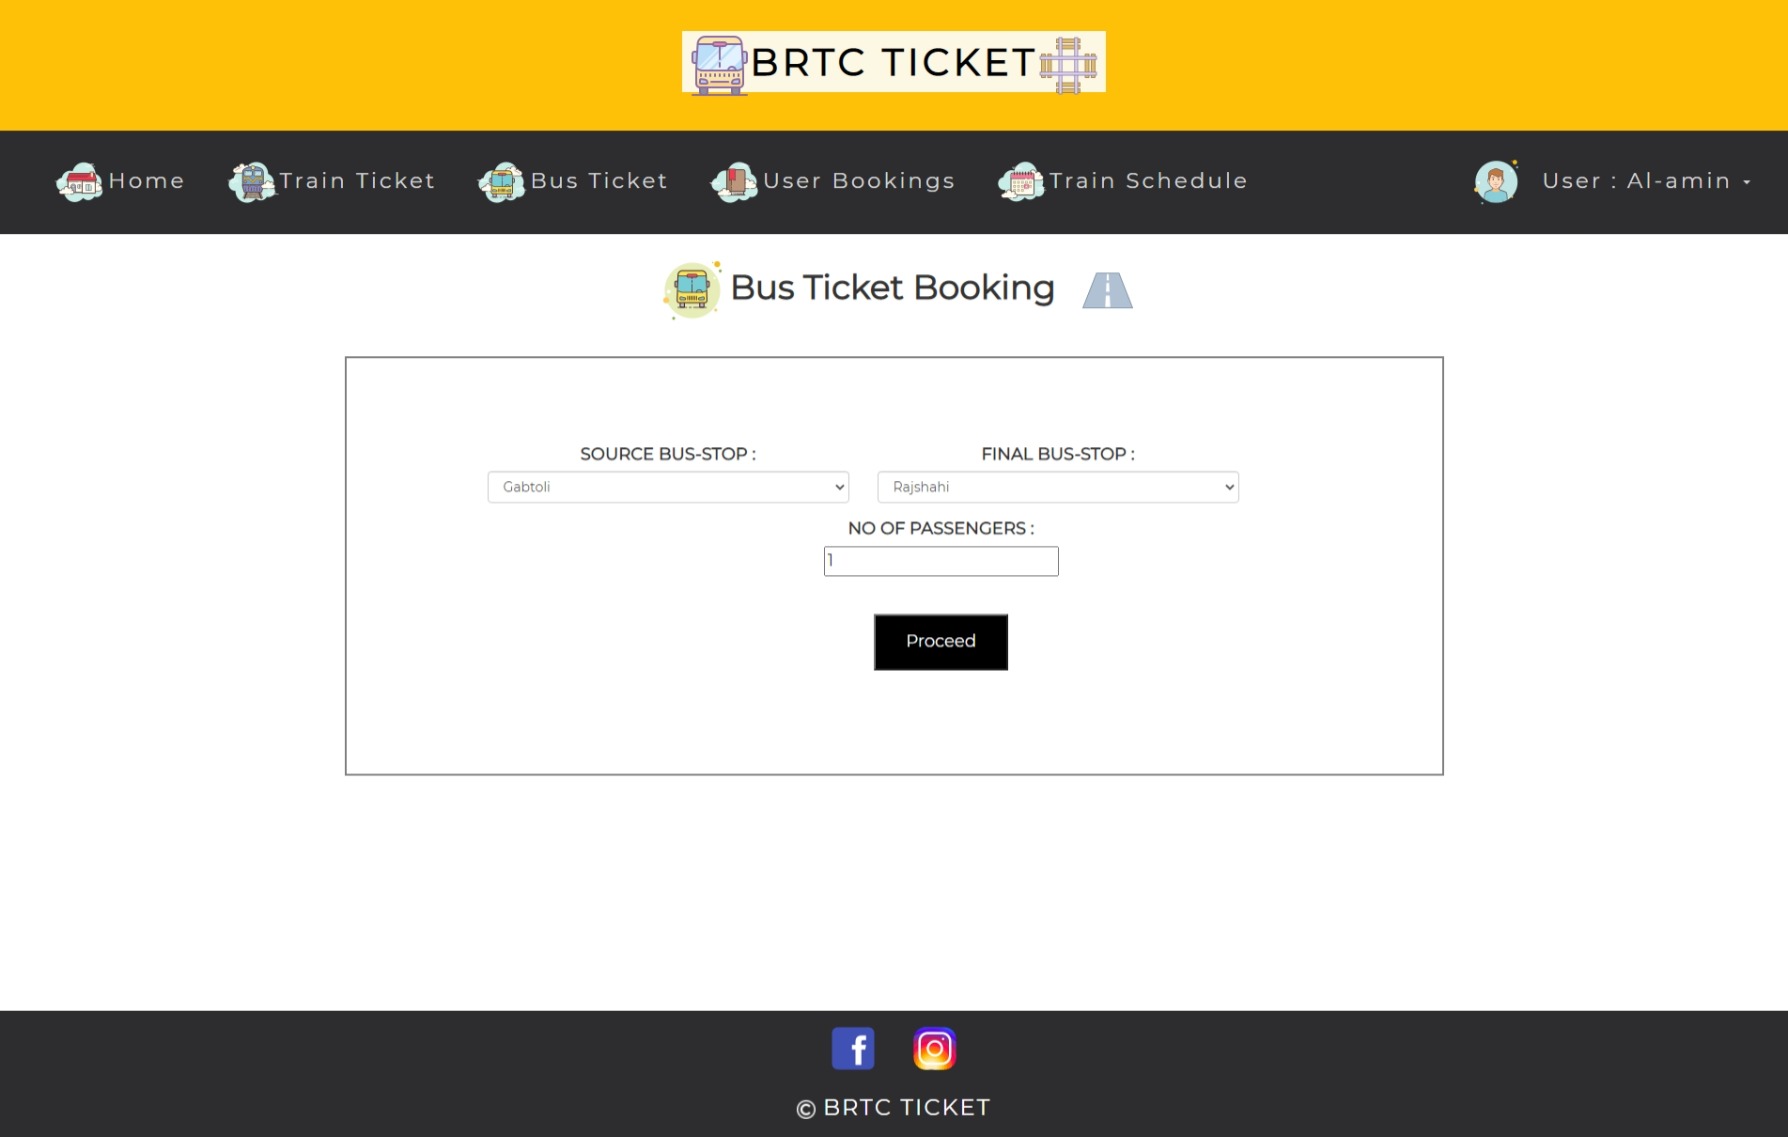 BRTC TICKET
Home Train Ticket Bus Ticket User Bookings Train Schedule User : Al-amin
Bus Ticket Booking
SOURCE BUS-STOP : FINAL BUS-STOP :
Gabtoli Rajshahi
NO OF PASSENGERS :
1
Proceed
© BRTC TICKET